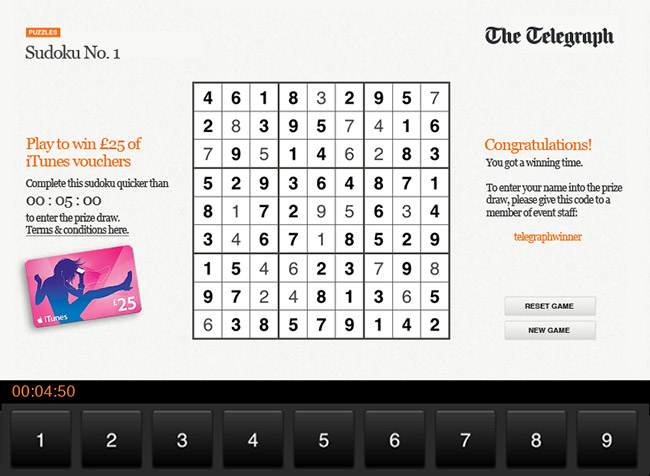 PUZZLES
Sudoku No. 1
The Telegraph
Play to win £25 of
iTunes vouchers
Complete this sudoku quicker than
00 : 05 : 00
to enter the prize draw.
Terms & conditions here.
£25
iTunes
4 6 1 8 3 2 9 5 7
2 8 3 9 5 7 4 1 6
7 9 5 1 4 6 2 8 3
5 2 9 3 6 4 8 7 1
8 1 7 2 9 5 6 3 4
3 4 6 7 1 8 5 2 9
1 5 4 6 2 3 7 9 8
9 7 2 4 8 1 3 6 5
6 3 8 5 7 9 1 4 2
Congratulations!
You got a winning time.
To enter your name into the prize
draw, please give this code to a
member of event staff:
telegraphwinner
RESET GAME
NEW GAME
00:04:50
1 2 3 4 5 6 7 8 9